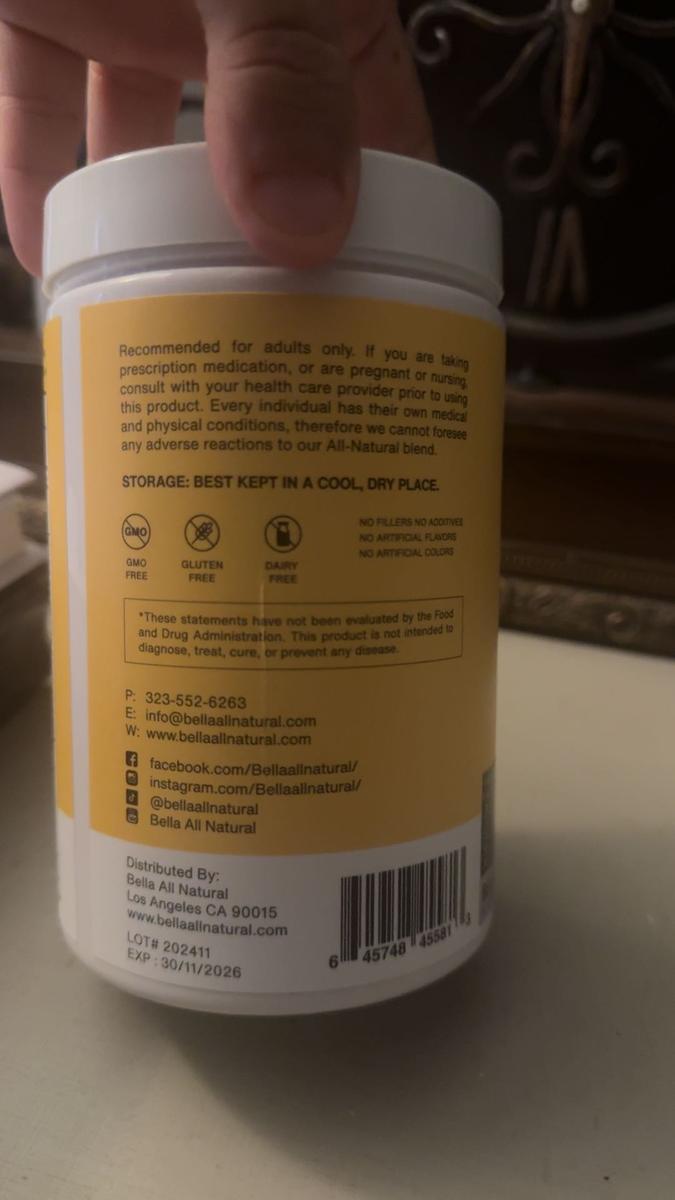 Recommended for adults only. If you are taking
prescription medication, or are pregnant or nursing,
consult with your health care provider prior to using
this product. Every individual has their own medical
and physical conditions, therefore we cannot foresee
any adverse reactions to our All-Natural blend.
STORAGE: BEST KEPT IN A COOL, DRY PLACE.
GMO
GMO
FREE
GLUTEN
FREE
DAIRY
FREE
NO FILLERS NO ADDITIVES
NO ARTIFICIAL FLAVORS
NO ARTIFICIAL COLORS
*These statements have not been evaluated by the Food
and Drug Administration. This product is not intended to
diagnose, treat, cure, or prevent any disease.
P: 323-552-6263
E: info@bellaallnatural.com
W: www.bellaallnatural.com
facebook.com/Bellaallnatural/
instagram.com/Bellaallnatural/
@bellaallnatural
Bella All Natural
Distributed By:
Bella All Natural
Los Angeles CA 90015
www.bellaallnatural.com
LOT# 202411
EXP : 30/11/2026
6 45748 45581 3